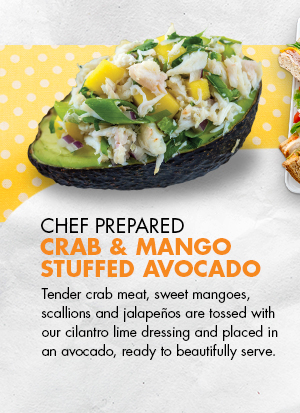 CHEF PREPARED
CRAB & MANGO
STUFFED AVOCADO
Tender crab meat, sweet mangoes,
scallions and jalapeños are tossed with
our cilantro lime dressing and placed in
an avocado, ready to beautifully serve.